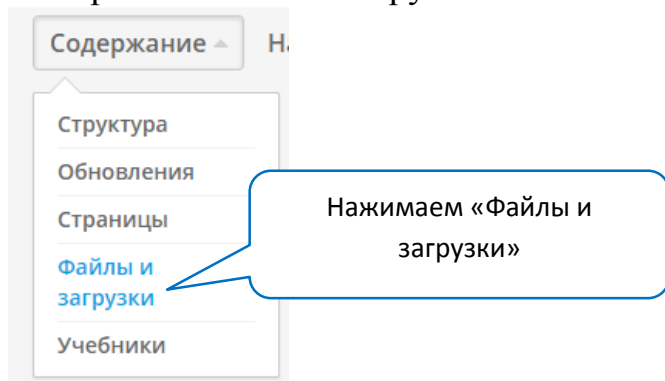 Содержание
Структура
Обновления
Страницы
Файлы и
загрузки
Учебники
Нажимаем «Файлы и
загрузки»